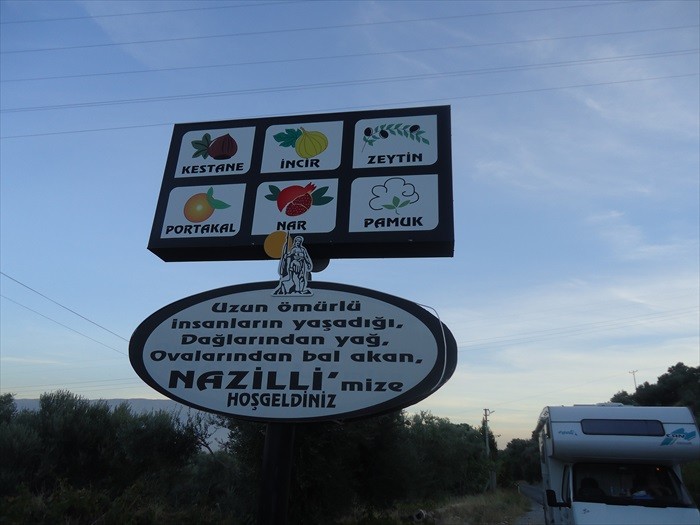 KESTANE
İNCİR
ZEYTİN
PORTAKAL
NAR
PAMUK
Uzun ömürlü
insanların yaşadığı,
Dağlarından yağ,
Ovalarından bal akan,
NAZİLLİ'mize
HOŞGELDİNİZ